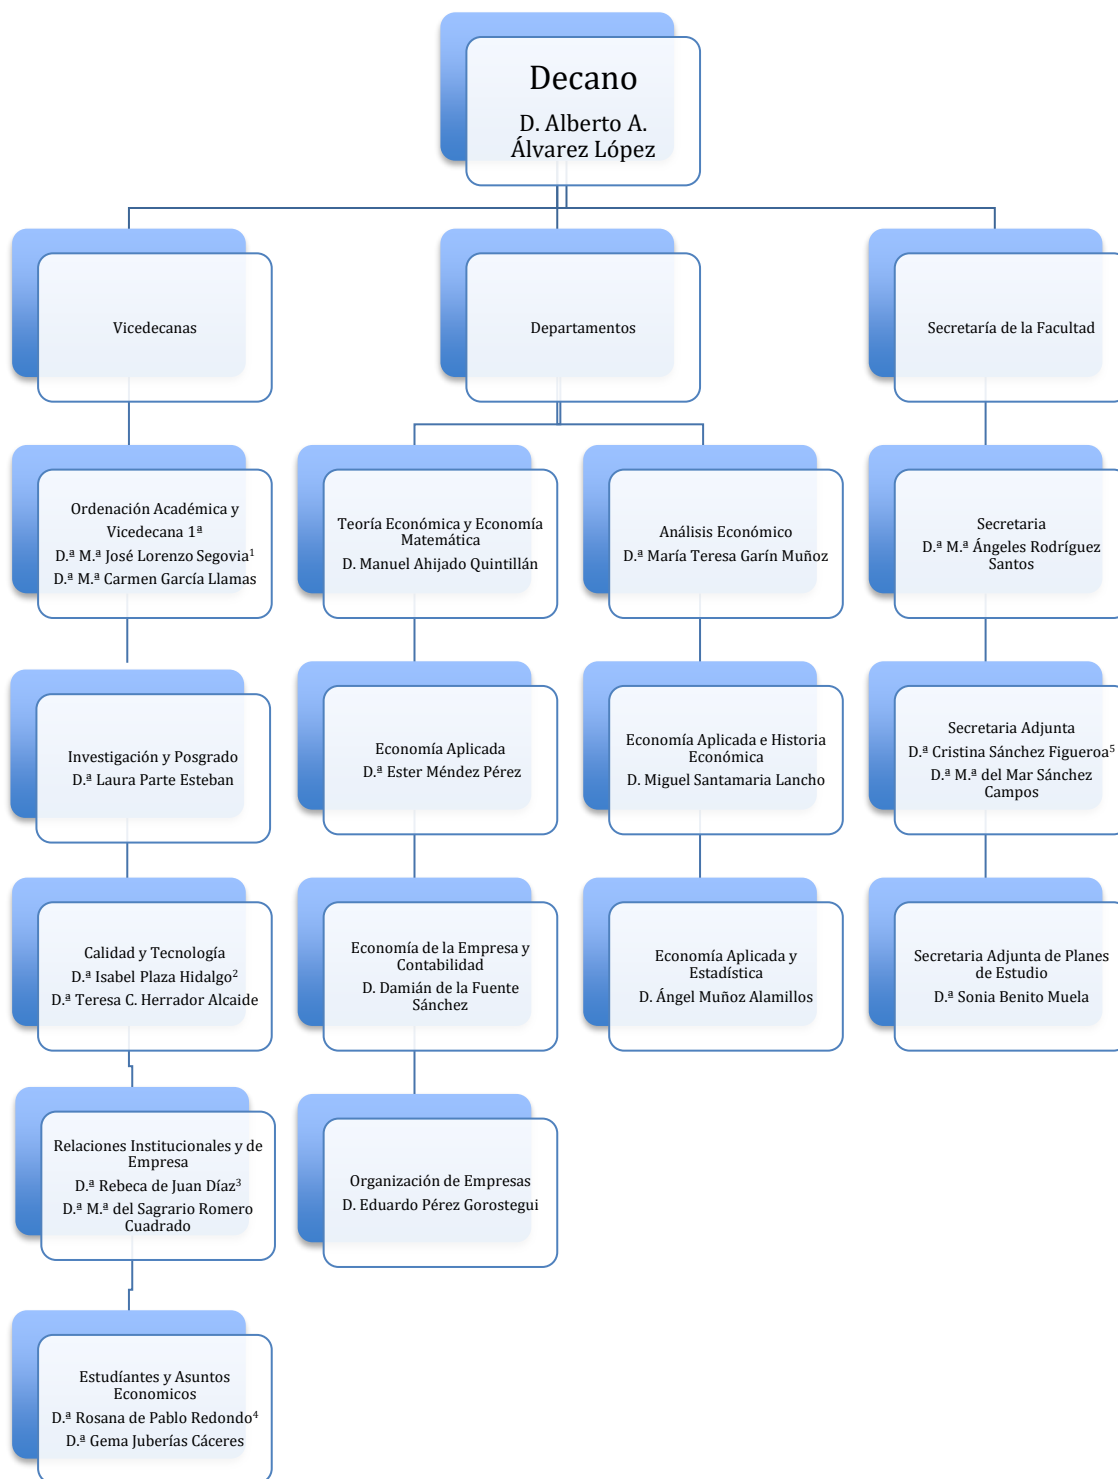 Decano
D. Alberto A.
Álvarez López
Vicedecanas
Departamentos
Secretaría de la Facultad
Ordenación Académica y
Vicedecana 1ª
D.ª M.ª José Lorenzo Segovia¹
D.ª M.ª Carmen García Llamas
Teoría Económica y Economía
Matemática
D. Manuel Ahijado Quintillán
Análisis Económico
D.ª María Teresa Garín Muñoz
Secretaria
D.ª M.ª Ángeles Rodríguez
Santos
Investigación y Posgrado
D.ª Laura Parte Esteban
Economía Aplicada
D.ª Ester Méndez Pérez
Economía Aplicada e Historia
Económica
D. Miguel Santamaria Lancho
Secretaria Adjunta
D.ª Cristina Sánchez Figueroa⁵
D.ª M.ª del Mar Sánchez
Campos
Calidad y Tecnología
D.ª Isabel Plaza Hidalgo²
D.ª Teresa C. Herrador Alcaide
Economía de la Empresa y
Contabilidad
D. Damián de la Fuente
Sánchez
Economía Aplicada y
Estadística
D. Ángel Muñoz Alamillos
Secretaria Adjunta de Planes
de Estudio
D.ª Sonia Benito Muela
Relaciones Institucionales y de
Empresa
D.ª Rebeca de Juan Díaz³
D.ª M.ª del Sagrario Romero
Cuadrado
Organización de Empresas
D. Eduardo Pérez Gorostegui
Estudíantes y Asuntos
Economicos
D.ª Rosana de Pablo Redondo⁴
D.ª Gema Juberías Cáceres